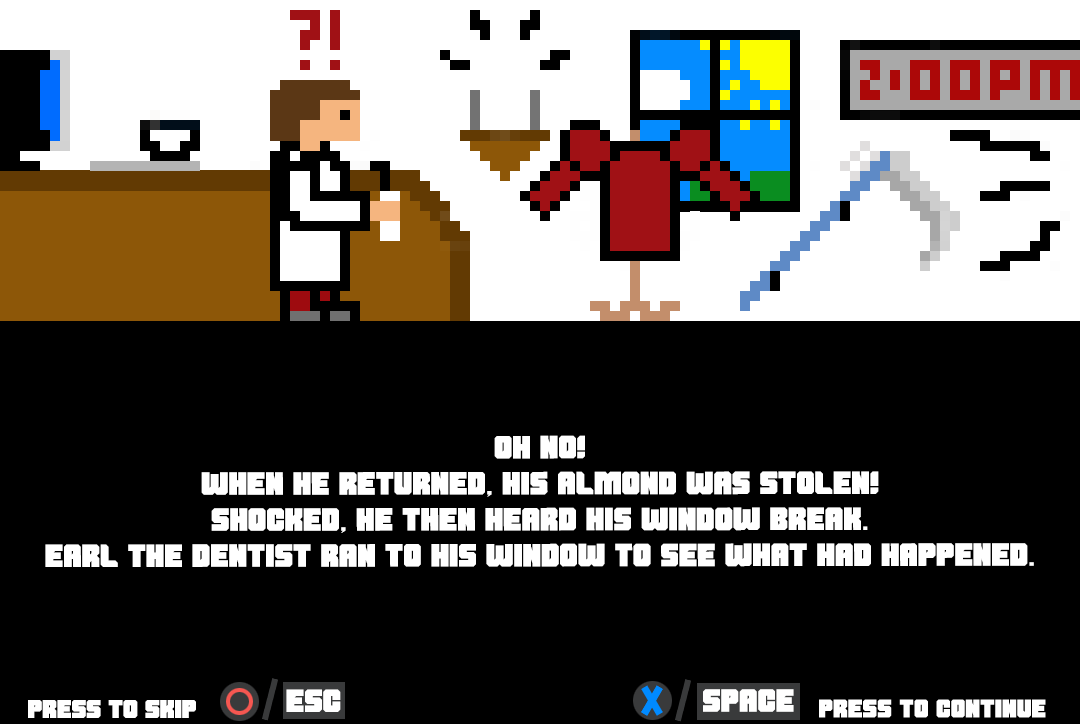 ?!
2:00PM
OH NO!
WHEN HE RETURNED, HIS ALMOND WAS STOLEN!
SHOCKED, HE THEN HEARD HIS WINDOW BREAK.
EARL THE DENTIST RAN TO HIS WINDOW TO SEE WHAT HAD HAPPENED.
PRESS TO SKIP O/ESC
X/SPACE PRESS TO CONTINUE